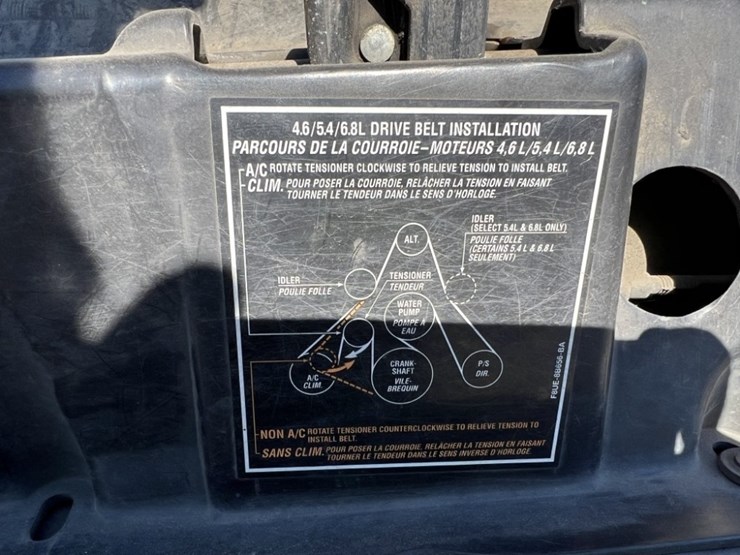 4.6/5.4/6.8L DRIVE BELT INSTALLATION
PARCOURS DE LA COURROIE-MOTEURS 4,6 L/5,4 L/6,8 L
A/C ROTATE TENSIONER CLOCKWISE TO RELIEVE TENSION TO INSTALL BELT.
CLIM. POUR POSER LA COURROIE, RELÂCHER LA TENSION EN FAISANT
TOURNER LE TENDEUR DANS LE SENS D'HORLOGE.
IDLER
(SELECT 5.4L & 6.8L ONLY)
POULIE FOLLE
(CERTAINS 5,4 L & 6,8 L
SEULEMENT)
ALT.
IDLER
POULIE FOLLE
TENSIONER
TENDEUR
WATER
PUMP
POMPE À
EAU
A/C
CLIM.
CRANK-
SHAFT
VILE-
BREQUIN
P/S
DIR.
F8UE-6B656-BA
NON A/C ROTATE TENSIONER COUNTERCLOCKWISE TO RELIEVE TENSION TO
INSTALL BELT.
SANS CLIM. POUR POSER LA COURROIE, RELÂCHER LA TENSION EN FAISANT
TOURNER LE TENDEUR DANS LE SENS INVERSE D'HORLOGE.